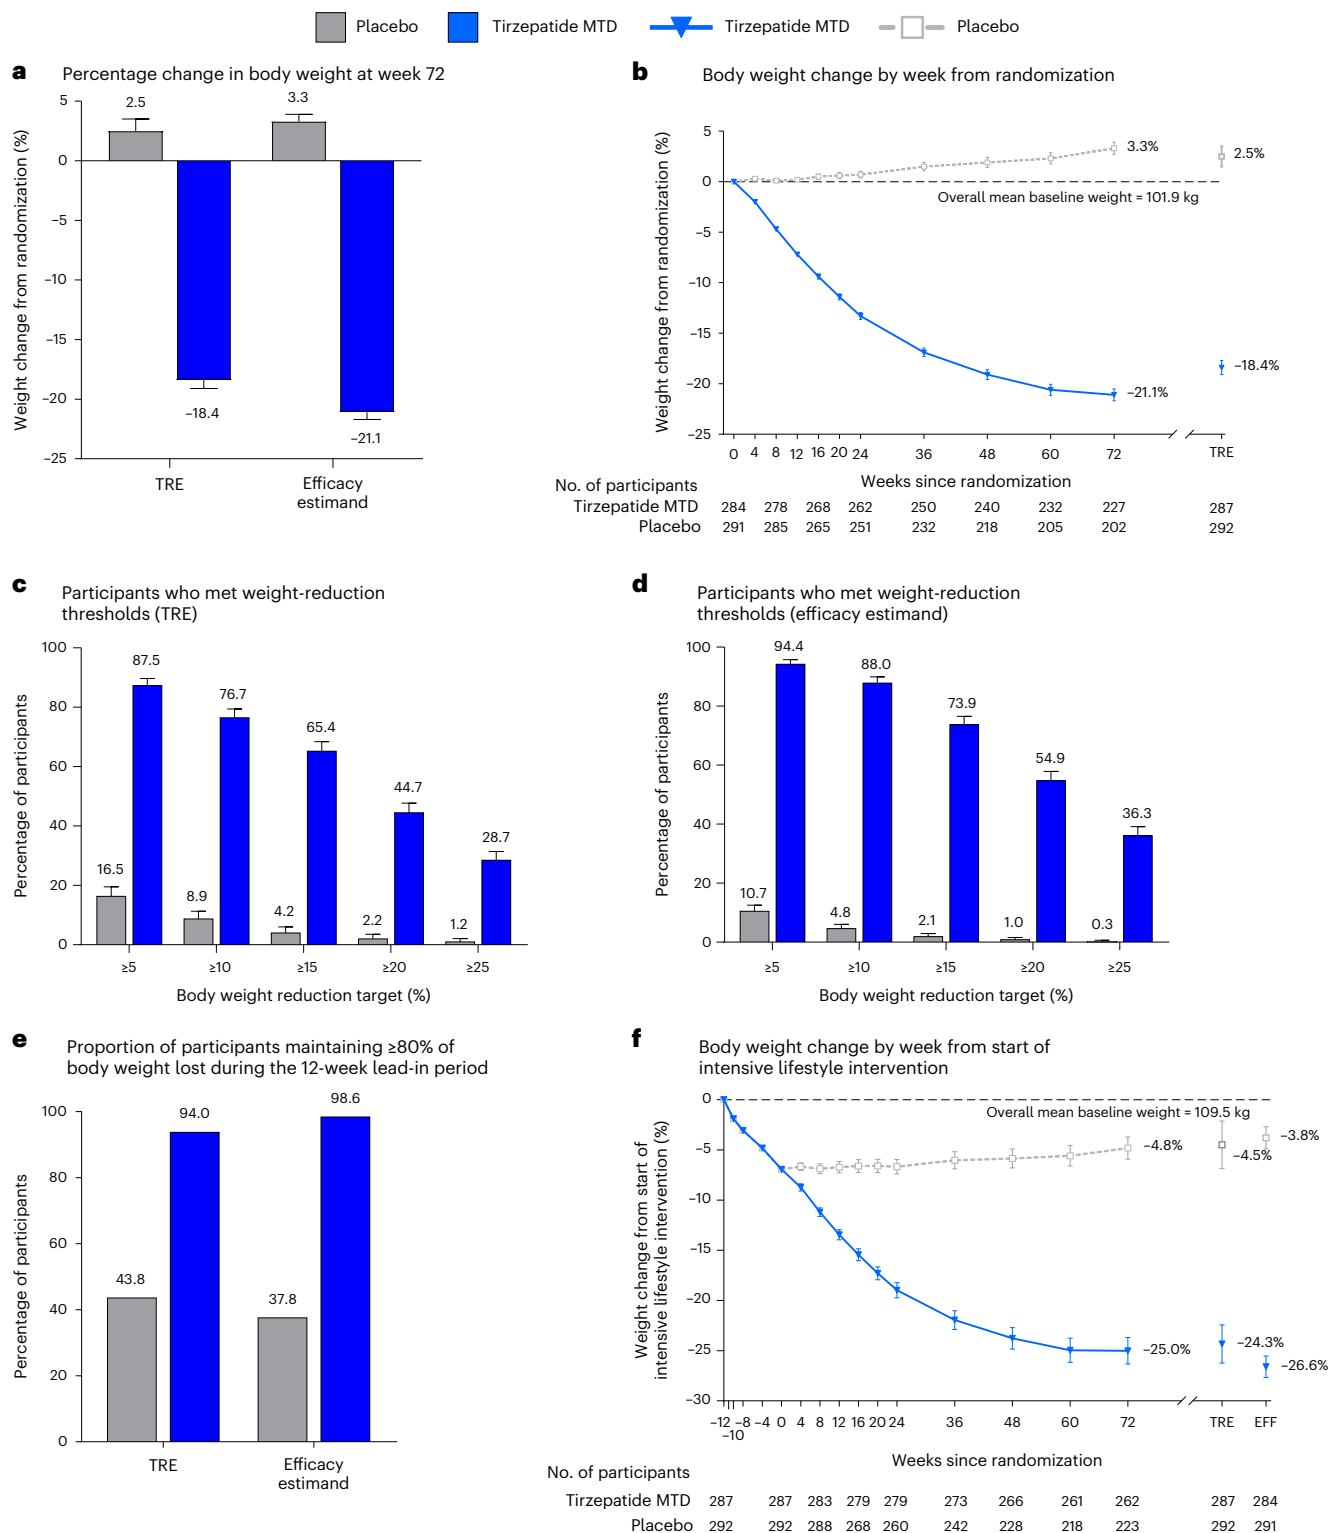 Placebo Tirzepatide MTD Tirzepatide MTD Placebo
a Percentage change in body weight at week 72
Weight change from randomization (%)
5
0
−5
−10
−15
−20
−25
2.5
3.3
−18.4
−21.1
TRE
Efficacy
estimand
b Body weight change by week from randomization
Weight change from randomization (%)
5
0
−5
−10
−15
−20
−25
3.3%
2.5%
Overall mean baseline weight = 101.9 kg
−18.4%
−21.1%
0 4 8 12 16 20 24 36 48 60 72 TRE
Weeks since randomization
No. of participants
Tirzepatide MTD 284 278 268 262 250 240 232 227 287
Placebo 291 285 265 251 232 218 205 202 292
c Participants who met weight-reduction
thresholds (TRE)
Percentage of participants
100
80
60
40
20
0
16.5 87.5
8.9 76.7
4.2 65.4
2.2 44.7
1.2 28.7
≥5 ≥10 ≥15 ≥20 ≥25
Body weight reduction target (%)
d Participants who met weight-reduction
thresholds (efficacy estimand)
Percentage of participants
100
80
60
40
20
0
10.7 94.4
4.8 88.0
2.1 73.9
1.0 54.9
0.3 36.3
≥5 ≥10 ≥15 ≥20 ≥25
Body weight reduction target (%)
e Proportion of participants maintaining ≥80% of
body weight lost during the 12-week lead-in period
Percentage of participants
100
80
60
40
20
0
43.8 94.0
37.8 98.6
TRE
Efficacy
estimand
f Body weight change by week from start of
intensive lifestyle intervention
Weight change from start of
intensive lifestyle intervention (%)
0
−5
−10
−15
−20
−25
−30
Overall mean baseline weight = 109.5 kg
−4.8%
−4.5%
−3.8%
−25.0%
−24.3%
−26.6%
−12 −8 −4 0 4 8 12 16 20 24 36 48 60 72 TRE EFF
−10
Weeks since randomization
No. of participants
Tirzepatide MTD 287 287 283 279 279 273 266 261 262 287 284
Placebo 292 292 288 268 260 242 228 218 223 292 291